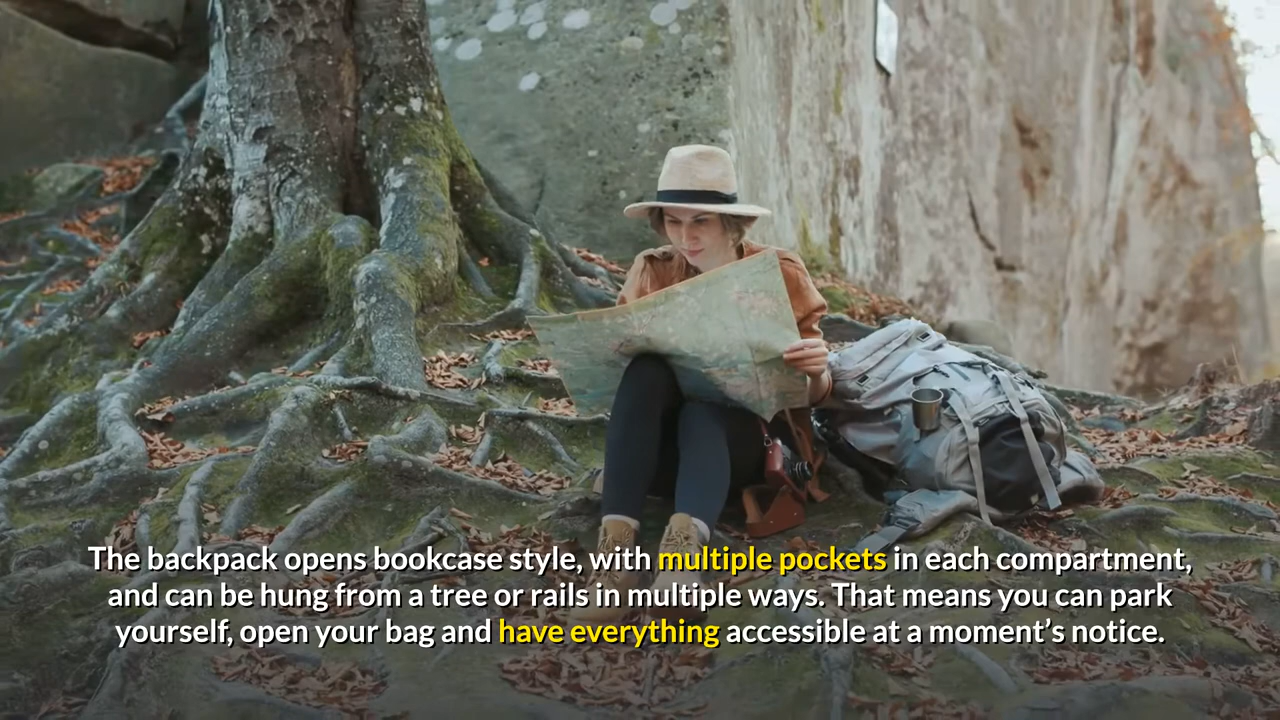 The backpack opens bookcase style, with multiple pockets in each compartment,
and can be hung from a tree or rails in multiple ways. That means you can park
yourself, open your bag and have everything accessible at a moment’s notice.